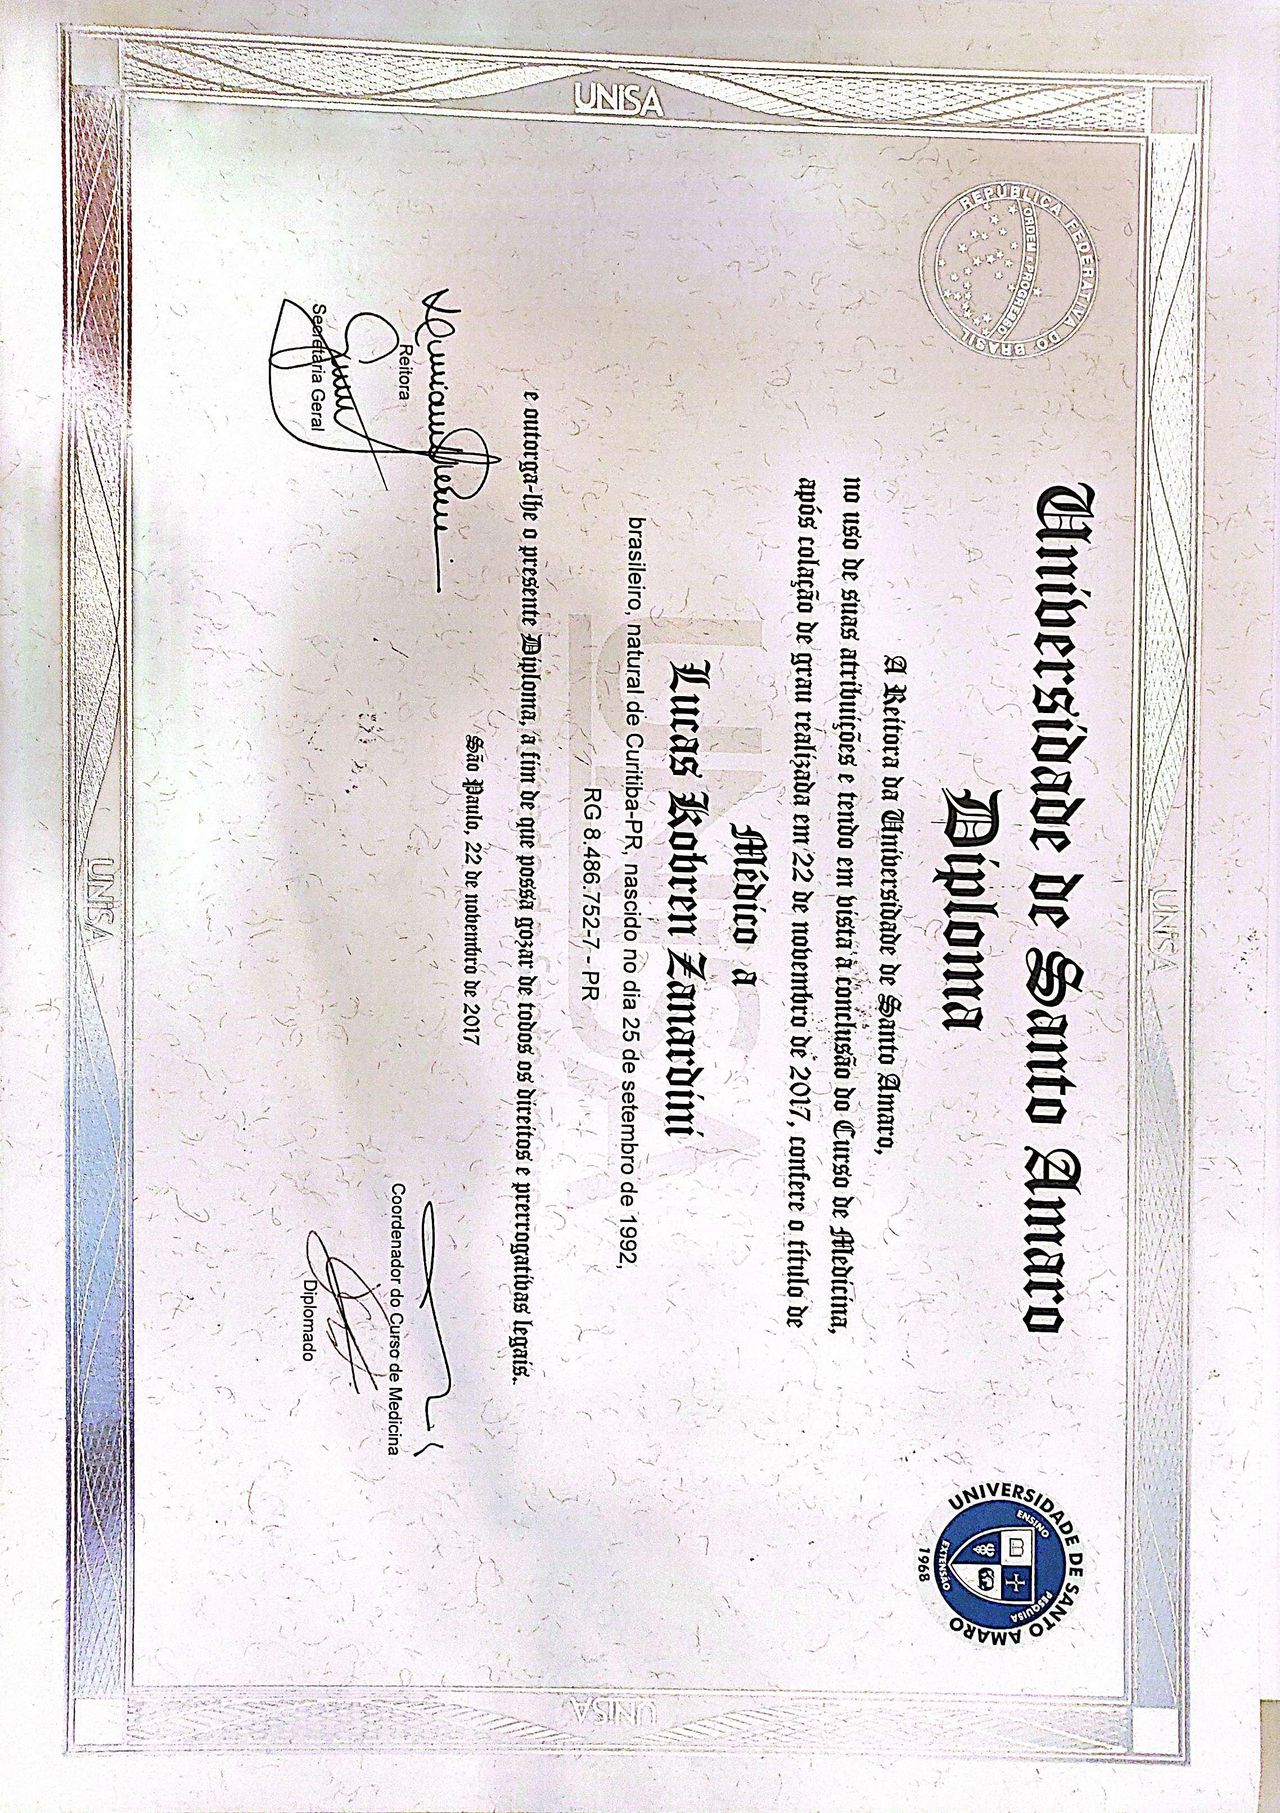 UNISA
REPÚBLICA FEDERATIVA DO BRASIL
ORDEM E PROGRESSO
UNIVERSIDADE DE SANTO AMARO
ENSINO
PESQUISA
EXTENSÃO
1968
Universidade de Santo Amaro
Diploma
A Reitora da Universidade de Santo Amaro,
no uso de suas atribuições e tendo em vista a conclusão do Curso de Medicina,
após colação de grau realizada em 22 de novembro de 2017, confere o título de
Médico a
Lucas Kobren Zanardini
brasileiro, natural de Curitiba-PR, nascido no dia 25 de setembro de 1992,
RG 8.486.752-7 - PR
e outorga-lhe o presente Diploma, a fim de que possa gozar de todos os direitos e prerrogativas legais.
São Paulo, 22 de novembro de 2017
Reitora
Secretária Geral
Coordenador do Curso de Medicina
Diplomado
UNISA
UNISA
UNISA
UNISA